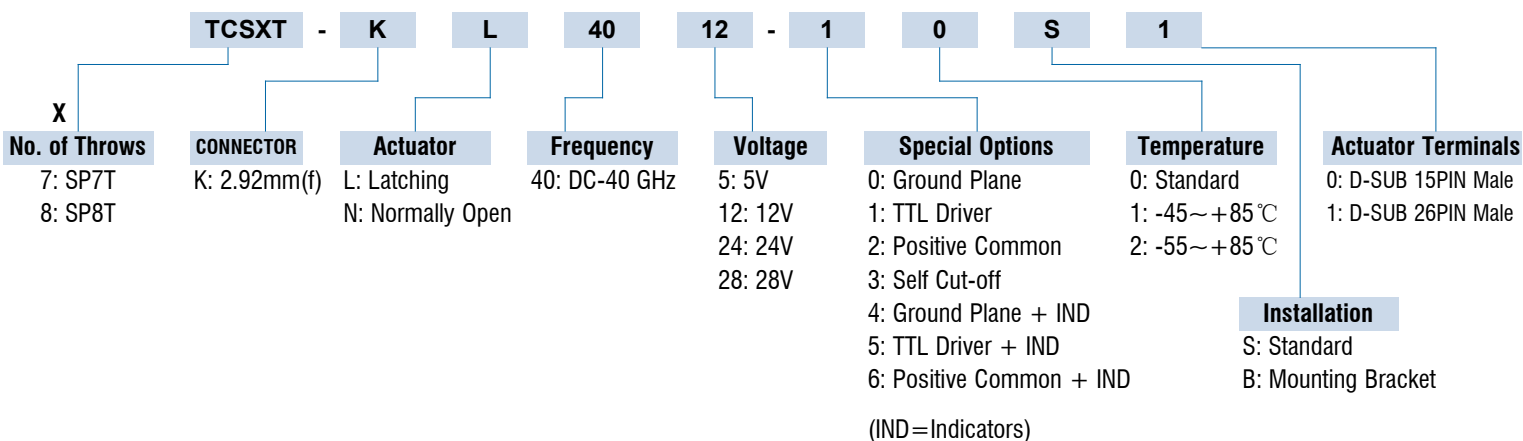 TCSXT - K L 40 12 - 1 0 S 1
X
No. of Throws
7: SP7T
8: SP8T
CONNECTOR
K: 2.92mm(f)
Actuator
L: Latching
N: Normally Open
Frequency
40: DC-40 GHz
Voltage
5: 5V
12: 12V
24: 24V
28: 28V
Special Options
0: Ground Plane
1: TTL Driver
2: Positive Common
3: Self Cut-off
4: Ground Plane + IND
5: TTL Driver + IND
6: Positive Common + IND
(IND=Indicators)
Temperature
0: Standard
1: -45~+85℃
2: -55~+85℃
Installation
S: Standard
B: Mounting Bracket
Actuator Terminals
0: D-SUB 15PIN Male
1: D-SUB 26PIN Male